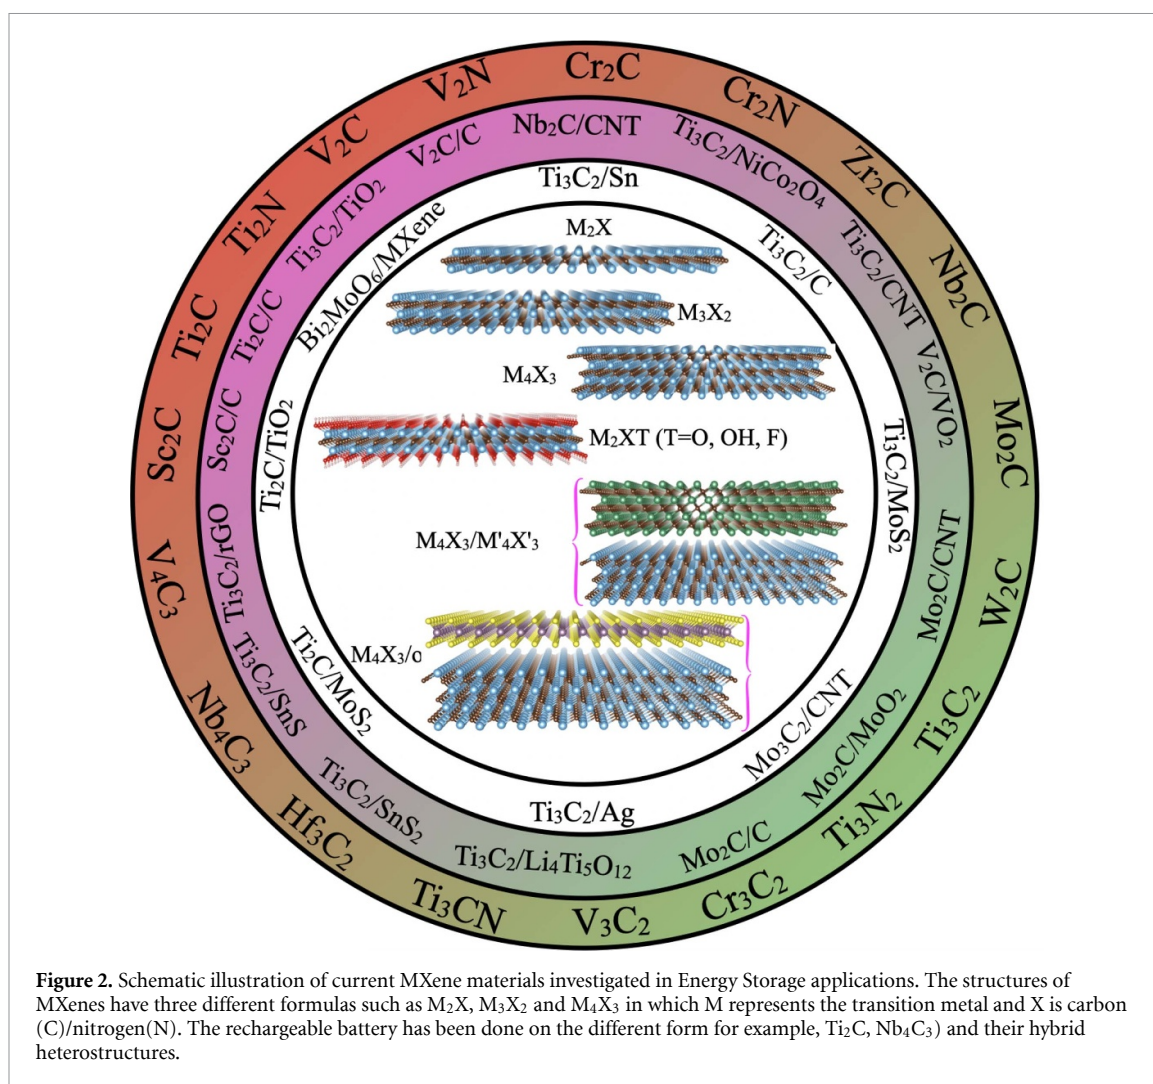 Cr₂C
Cr₂N
Zr₂C
Nb₂C
Mo₂C
W₂C
Ti₃C₂
Ti₃N₂
Cr₃C₂
V₃C₂
Ti₃CN
Hf₃C₂
Nb₄C₃
V₄C₃
Sc₂C
Ti₂C
Ti₂N
V₂C
V₂N
Nb₂C/CNT
Ti₃C₂/NiCo₂O₄
Ti₃C₂/CNT
V₂C/VO₂
Mo₂C/CNT
Mo₂C/MoO₂
Mo₂C/C
Ti₃C₂/Li₄Ti₅O₁₂
Ti₃C₂/SnS₂
Ti₃C₂/SnS
Ti₃C₂/rGO
Sc₂C/C
Ti₂C/C
Ti₃C₂/TiO₂
V₂C/C
Ti₃C₂/Sn
Ti₃C₂/C
Ti₃C₂/MoS₂
Mo₃C₂/CNT
Ti₃C₂/Ag
Ti₂C/MoS₂
Ti₂C/TiO₂
Bi₂MoO₆/MXene
M₂X
M₃X₂
M₄X₃
M₂XT (T=O, OH, F)
M₄X₃/M'₄X'₃
M₄X₃/o
Figure 2. Schematic illustration of current MXene materials investigated in Energy Storage applications. The structures of
MXenes have three different formulas such as M₂X, M₃X₂ and M₄X₃ in which M represents the transition metal and X is carbon
(C)/nitrogen(N). The rechargeable battery has been done on the different form for example, Ti₂C, Nb₄C₃) and their hybrid
heterostructures.